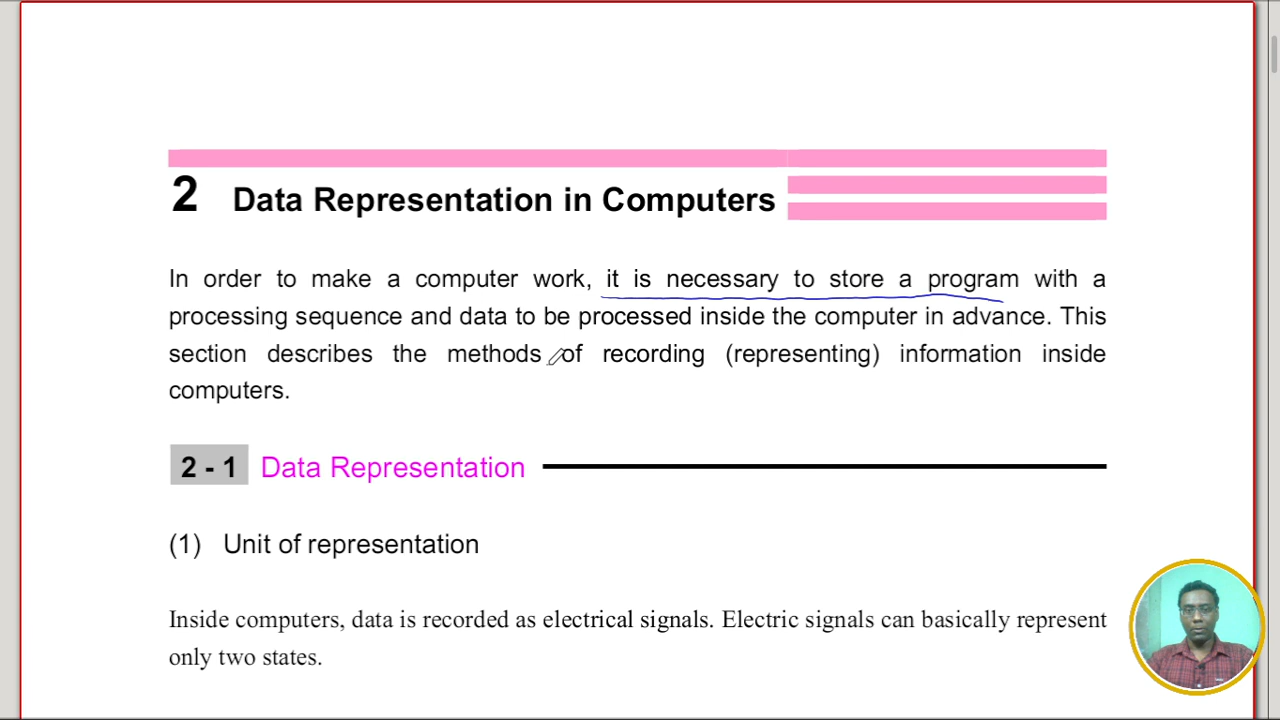 2 Data Representation in Computers
In order to make a computer work, it is necessary to store a program with a
processing sequence and data to be processed inside the computer in advance. This
section describes the methods of recording (representing) information inside
computers.
2 - 1 Data Representation
(1) Unit of representation
Inside computers, data is recorded as electrical signals. Electric signals can basically represent
only two states.